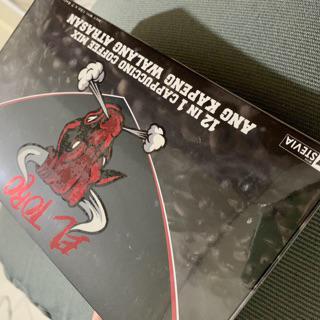 12 IN 1 CAPPUCCINO COFFEE MIX
ANG KAPENG WALANG ATRASAN
EL TORO
STEVIA